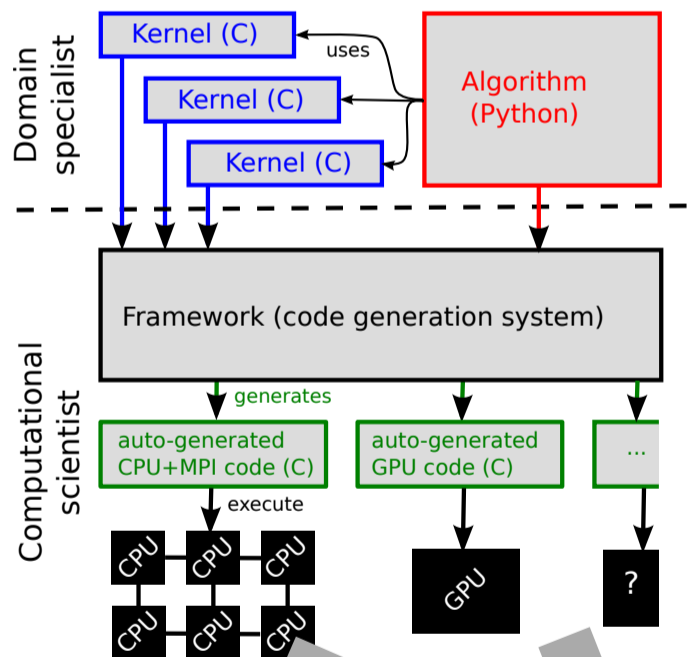 Domain
specialist
Kernel (C)
uses
Kernel (C)
Kernel (C)
Algorithm
(Python)
Computational
scientist
Framework (code generation system)
generates
auto-generated
CPU+MPI code (C)
auto-generated
GPU code (C)
...
execute
CPU
CPU
CPU
CPU
CPU
CPU
GPU
?